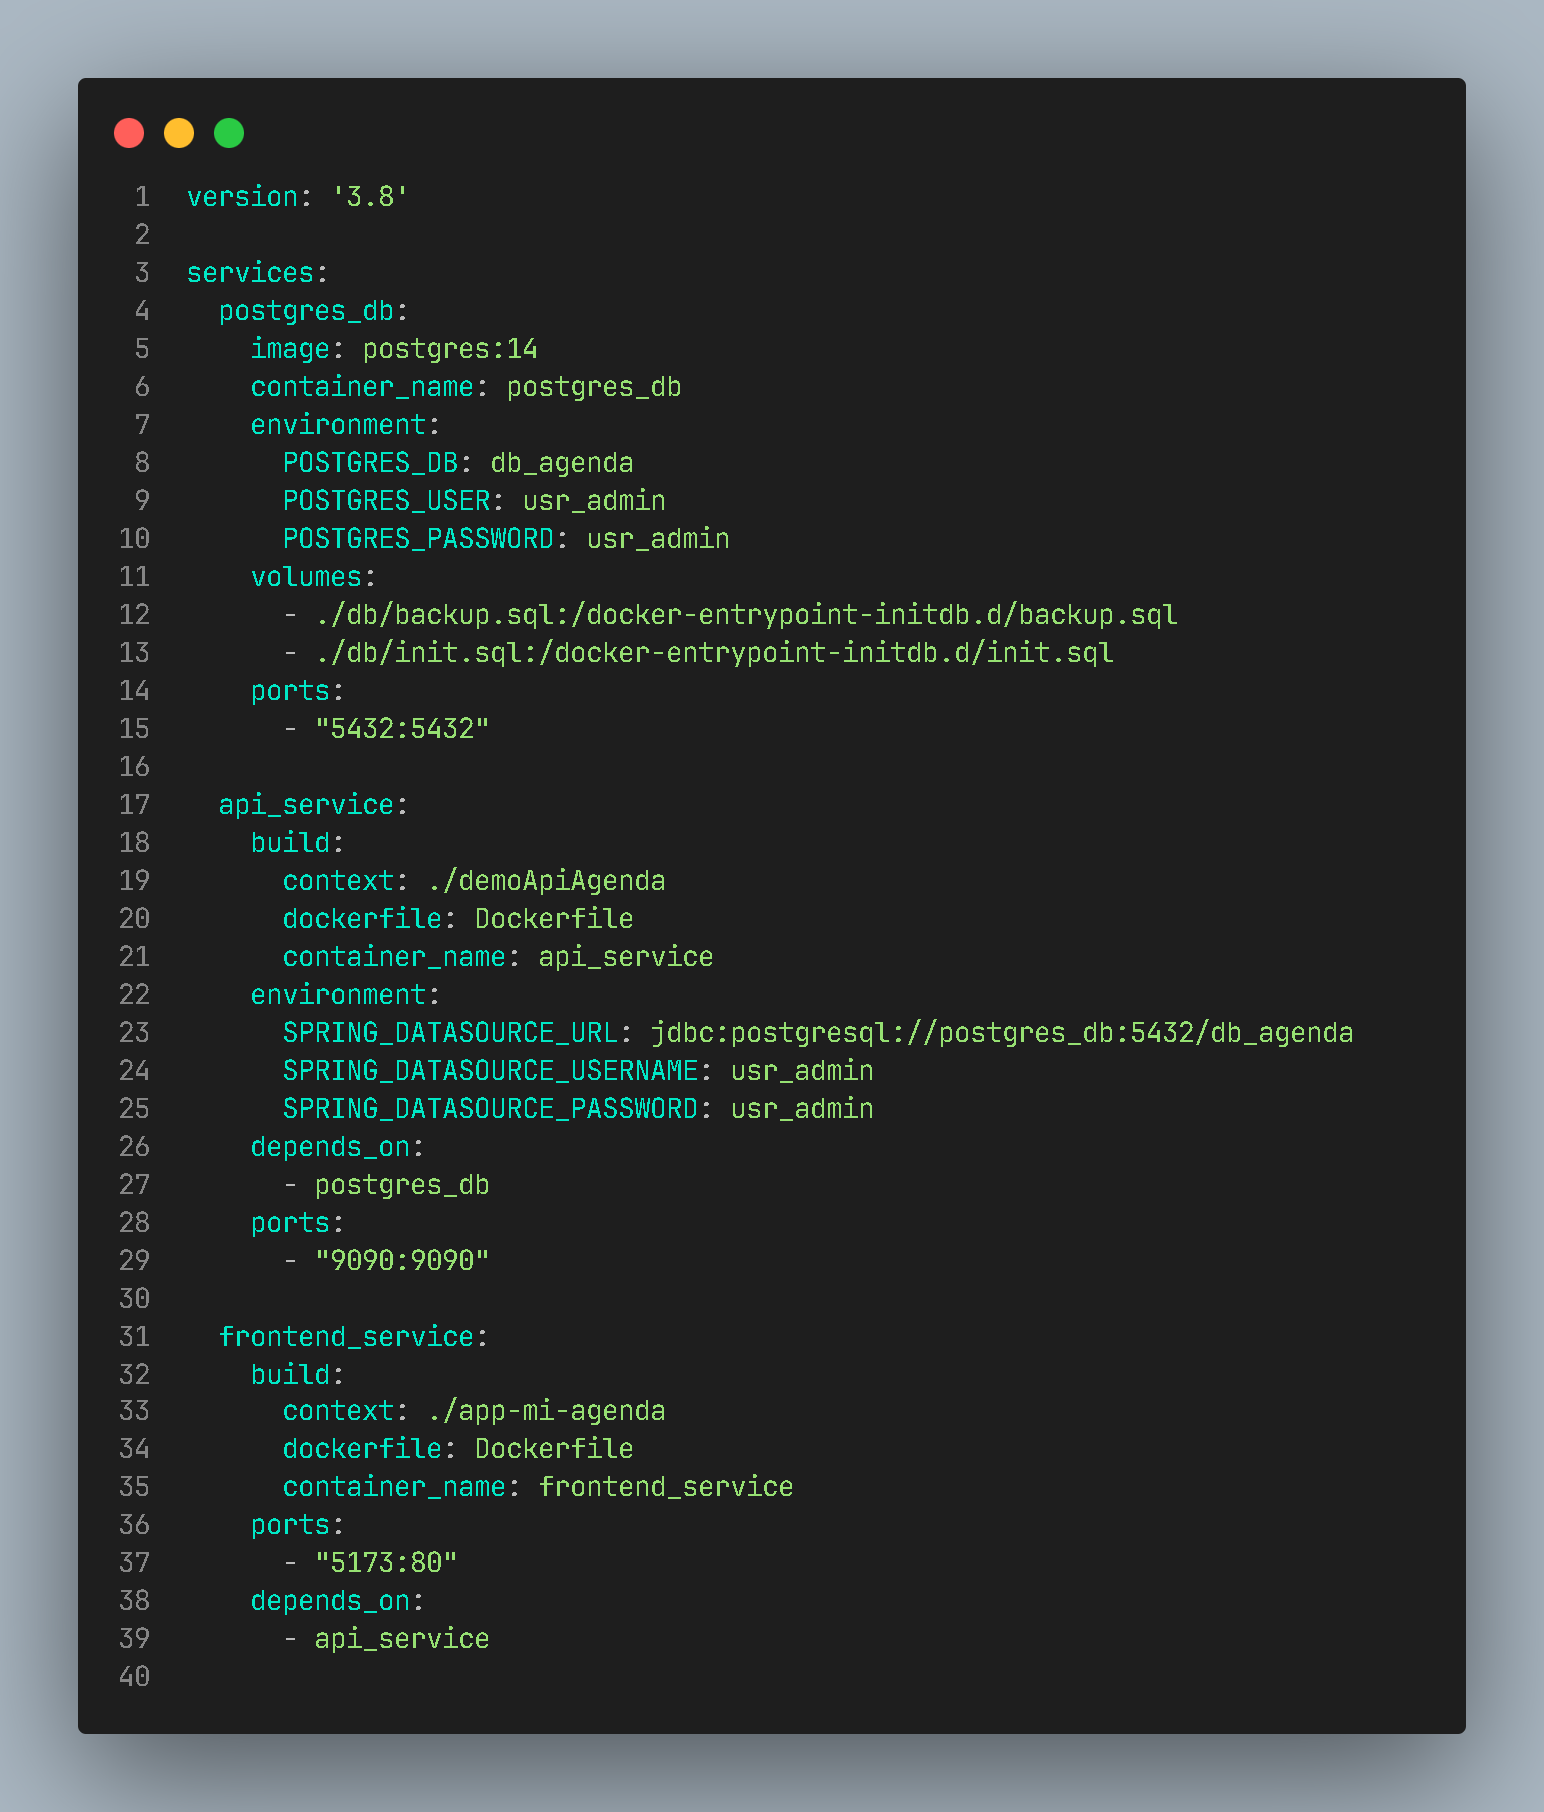 1 version: '3.8'
2
3 services:
4   postgres_db:
5     image: postgres:14
6     container_name: postgres_db
7     environment:
8       POSTGRES_DB: db_agenda
9       POSTGRES_USER: usr_admin
10       POSTGRES_PASSWORD: usr_admin
11     volumes:
12       - ./db/backup.sql:/docker-entrypoint-initdb.d/backup.sql
13       - ./db/init.sql:/docker-entrypoint-initdb.d/init.sql
14     ports:
15       - "5432:5432"
16
17   api_service:
18     build:
19       context: ./demoApiAgenda
20       dockerfile: Dockerfile
21       container_name: api_service
22     environment:
23       SPRING_DATASOURCE_URL: jdbc:postgresql://postgres_db:5432/db_agenda
24       SPRING_DATASOURCE_USERNAME: usr_admin
25       SPRING_DATASOURCE_PASSWORD: usr_admin
26     depends_on:
27       - postgres_db
28     ports:
29       - "9090:9090"
30
31   frontend_service:
32     build:
33       context: ./app-mi-agenda
34       dockerfile: Dockerfile
35       container_name: frontend_service
36     ports:
37       - "5173:80"
38     depends_on:
39       - api_service
40